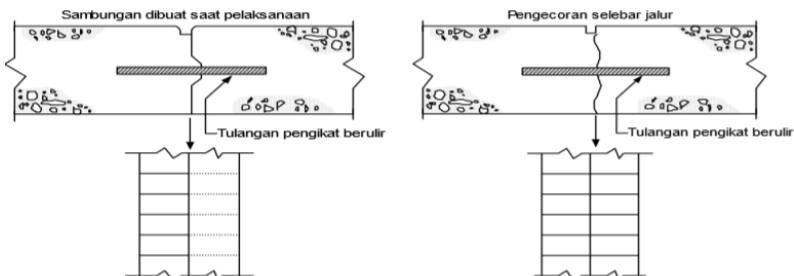 Sambungan dibuat saat pelaksanaan
Pengecoran selebar jalur
Tulangan pengikat berulir
Tulangan pengikat berulir